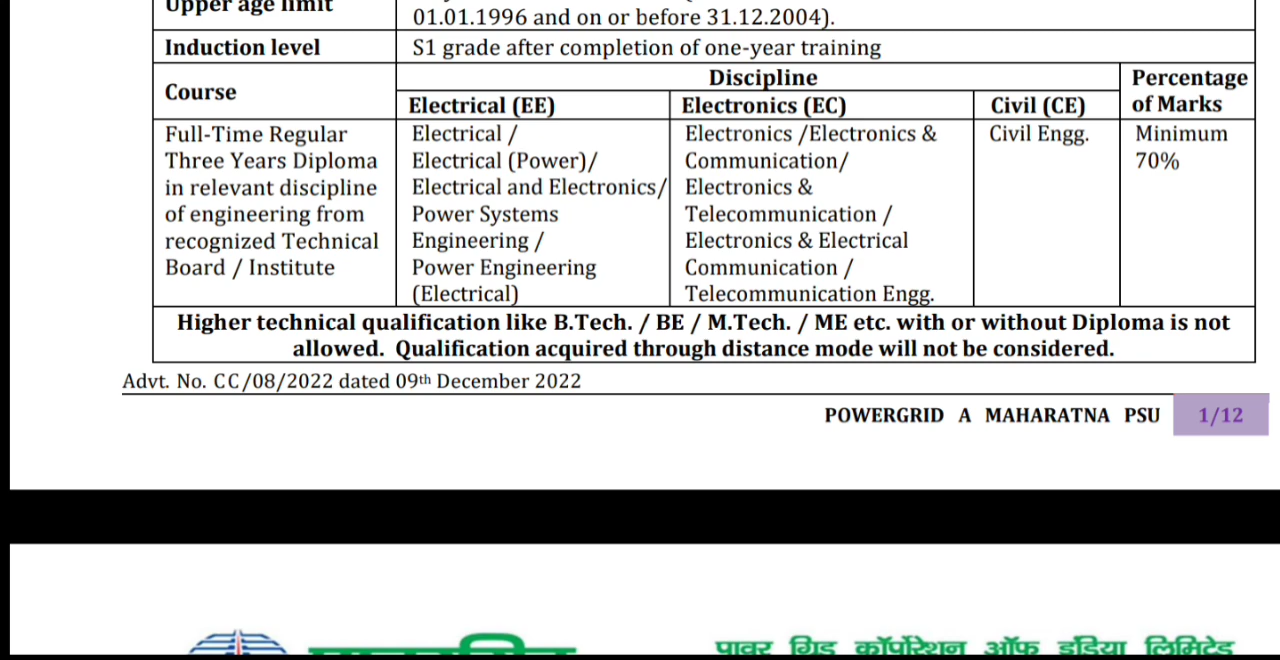 Upper age limit
01.01.1996 and on or before 31.12.2004).
Induction level
S1 grade after completion of one-year training
Course
Discipline
Percentage
of Marks
Electrical (EE)
Electronics (EC)
Civil (CE)
Full-Time Regular
Three Years Diploma
in relevant discipline
of engineering from
recognized Technical
Board / Institute
Electrical /
Electrical (Power)/
Electrical and Electronics/
Power Systems
Engineering /
Power Engineering
(Electrical)
Electronics /Electronics &
Communication/
Electronics &
Telecommunication /
Electronics & Electrical
Communication /
Telecommunication Engg.
Civil Engg.
Minimum
70%
Higher technical qualification like B.Tech. / BE / M.Tech. / ME etc. with or without Diploma is not
allowed. Qualification acquired through distance mode will not be considered.
Advt. No. CC/08/2022 dated 09th December 2022
POWERGRID A MAHARATNA PSU
1/12
पावर ग्रिड कॉर्पोरेशन ऑफ इंडिया लिमिटेड